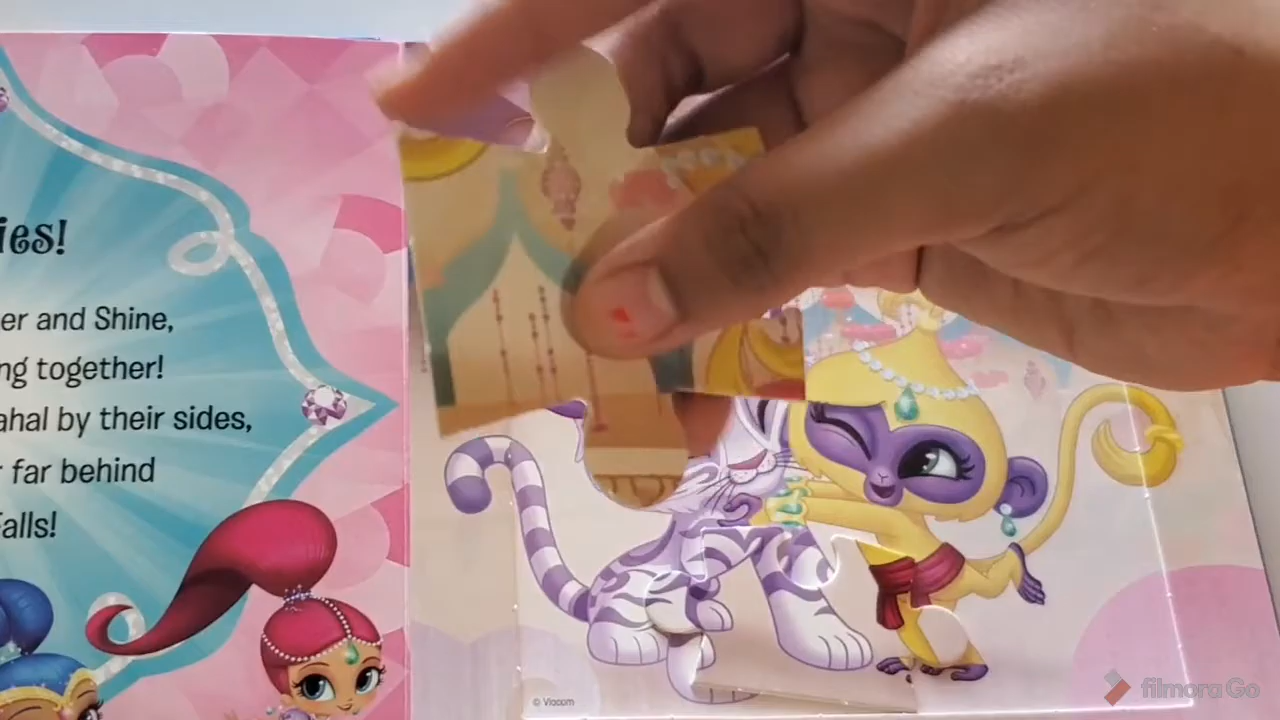 ies!
er and Shine,
ng together!
ahal by their sides,
r far behind
Falls!
© Viacom
filmora Go